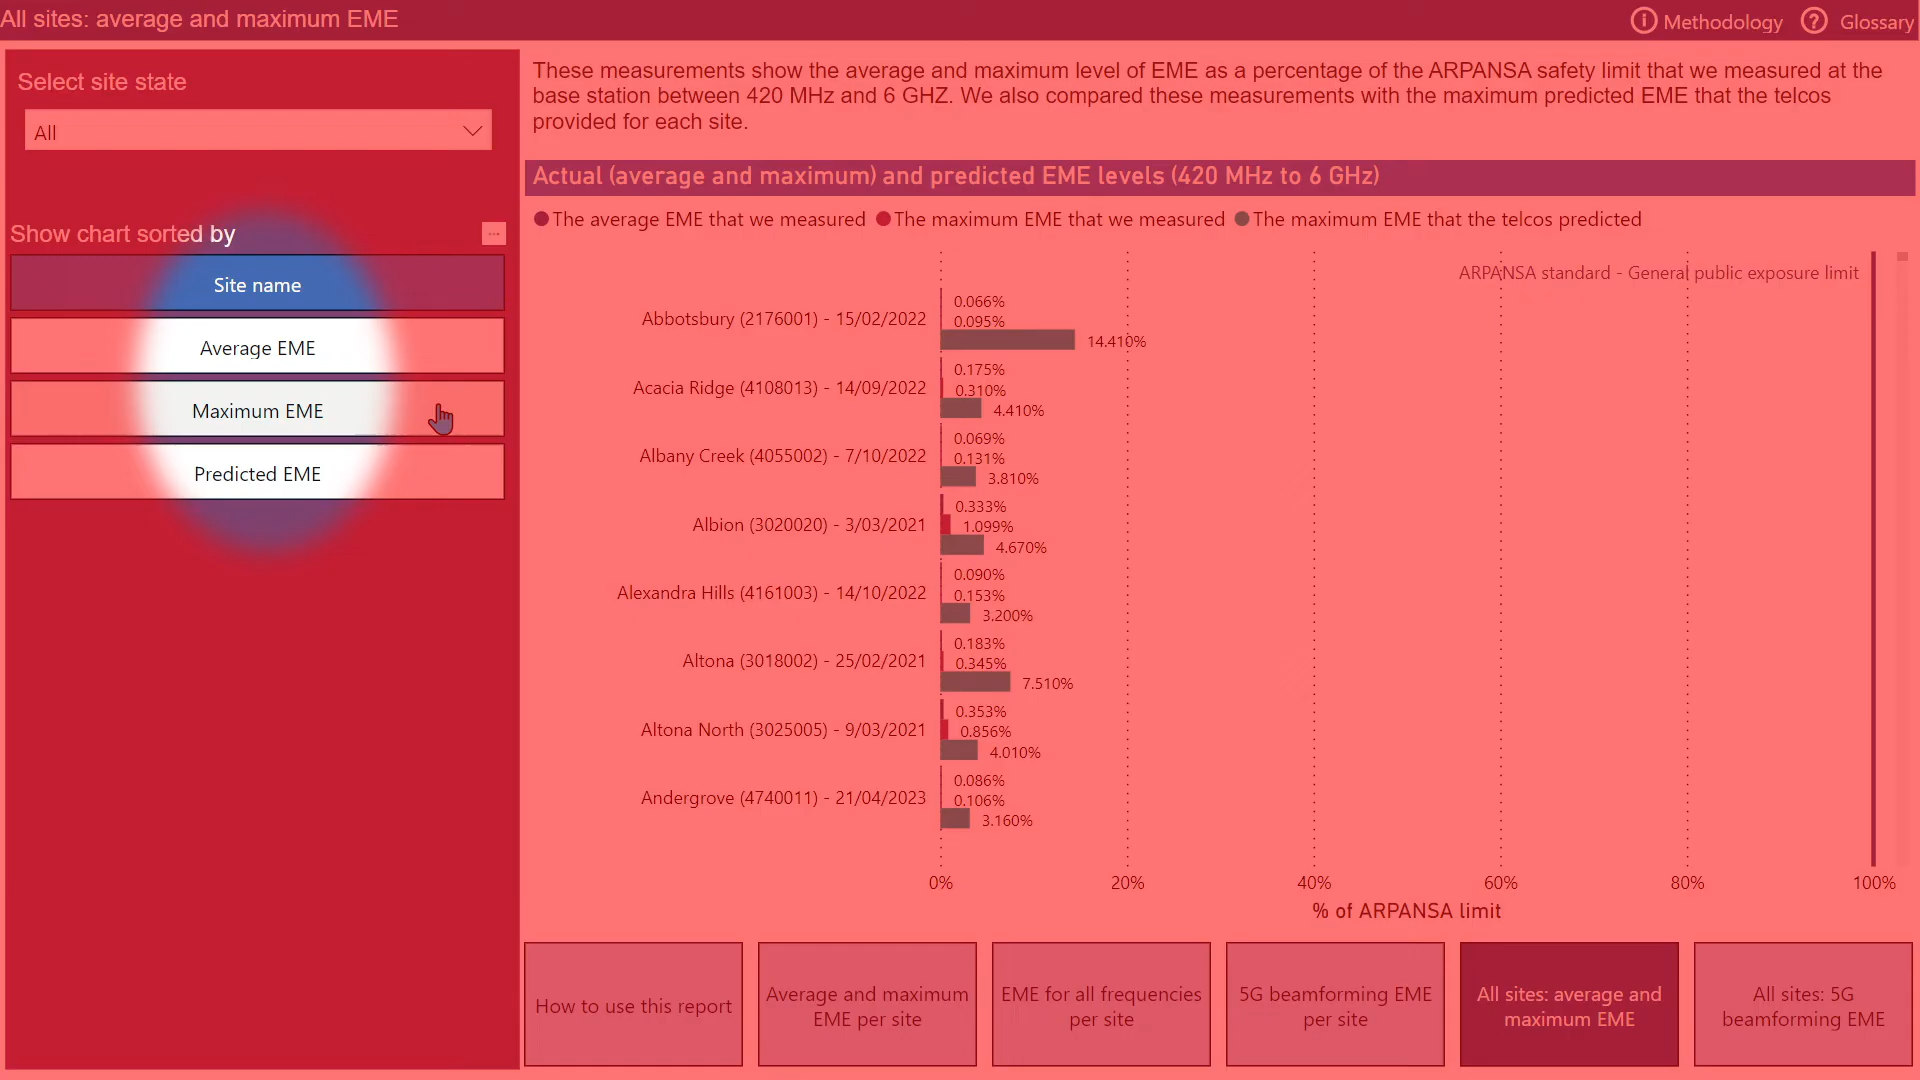 All sites: average and maximum EME
Methodology
Glossary
Select site state
All
Show chart sorted by
Site name
Average EME
Maximum EME
Predicted EME
These measurements show the average and maximum level of EME as a percentage of the ARPANSA safety limit that we measured at the
base station between 420 MHz and 6 GHZ. We also compared these measurements with the maximum predicted EME that the telcos
provided for each site.
Actual (average and maximum) and predicted EME levels (420 MHz to 6 GHz)
The average EME that we measured
The maximum EME that we measured
The maximum EME that the telcos predicted
ARPANSA standard - General public exposure limit
Abbotsbury (2176001) - 15/02/2022
0.066%
0.095%
14.410%
Acacia Ridge (4108013) - 14/09/2022
0.175%
0.310%
4.410%
Albany Creek (4055002) - 7/10/2022
0.069%
0.131%
3.810%
Albion (3020020) - 3/03/2021
0.333%
1.099%
4.670%
Alexandra Hills (4161003) - 14/10/2022
0.090%
0.153%
3.200%
Altona (3018002) - 25/02/2021
0.183%
0.345%
7.510%
Altona North (3025005) - 9/03/2021
0.353%
0.856%
4.010%
Andergrove (4740011) - 21/04/2023
0.086%
0.106%
3.160%
0%
20%
40%
60%
80%
100%
% of ARPANSA limit
How to use this report
Average and maximum
EME per site
EME for all frequencies
per site
5G beamforming EME
per site
All sites: average and
maximum EME
All sites: 5G
beamforming EME